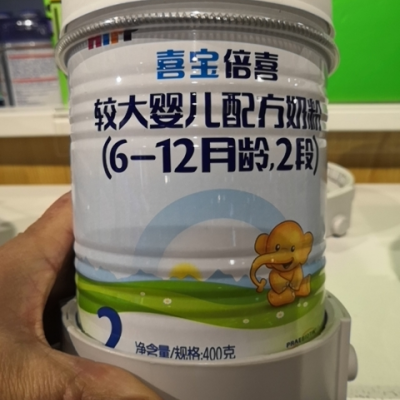 HiPP
喜宝倍喜
较大婴儿配方奶粉
(6-12月龄,2段)
2
净含量/规格:400克